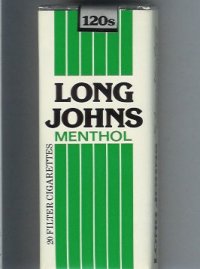 120s
LONG
JOHNS
MENTHOL
20 FILTER CIGARETTES